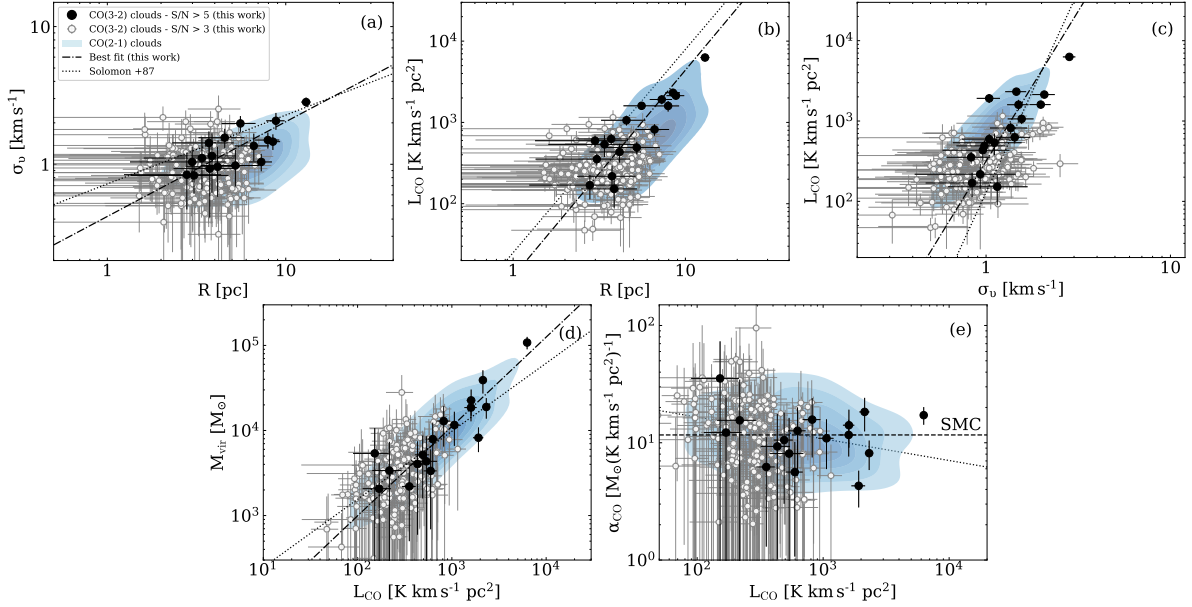 (a)
CO(3-2) clouds - S/N > 5 (this work)
CO(3-2) clouds - S/N > 3 (this work)
CO(2-1) clouds
Best fit (this work)
Solomon +87
10
1
σ_υ [km s⁻¹]
1
10
R [pc]
(b)
10⁴
10³
10²
L_CO [K km s⁻¹ pc²]
1
10
R [pc]
(c)
10⁴
10³
10²
L_CO [K km s⁻¹ pc²]
1
10
σ_υ [km s⁻¹]
(d)
10⁵
10⁴
10³
M_vir [M_⊙]
10¹
10²
10³
10⁴
L_CO [K km s⁻¹ pc²]
(e)
SMC
10²
10¹
10⁰
α_CO [M_⊙(K km s⁻¹ pc²)⁻¹]
10²
10³
10⁴
L_CO [K km s⁻¹ pc²]